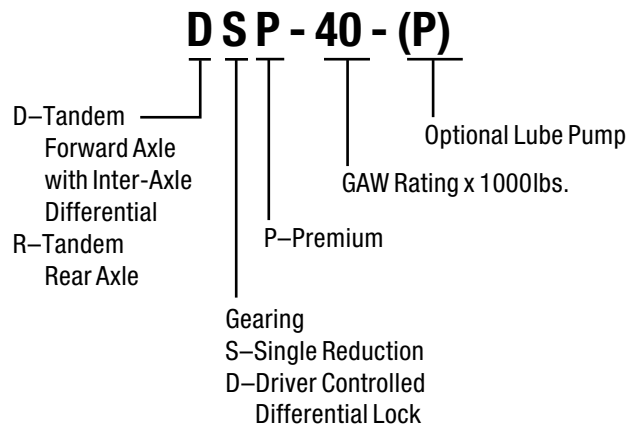 D S P - 40 - (P)
D–Tandem
Forward Axle
with Inter-Axle
Differential
R–Tandem
Rear Axle
Optional Lube Pump
GAW Rating x 1000lbs.
P–Premium
Gearing
S–Single Reduction
D–Driver Controlled
Differential Lock